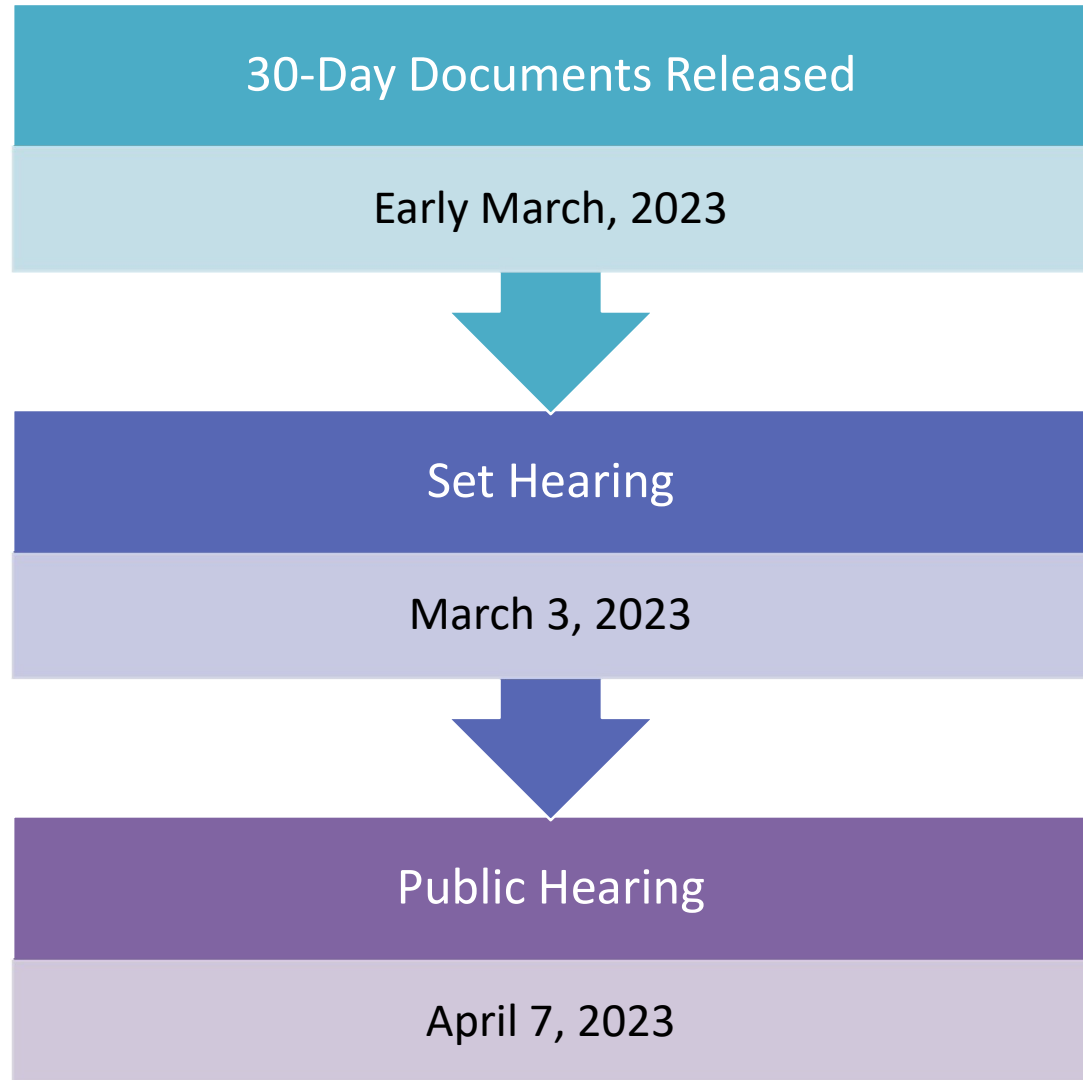 30-Day Documents Released
Early March, 2023
Set Hearing
March 3, 2023
Public Hearing
April 7, 2023